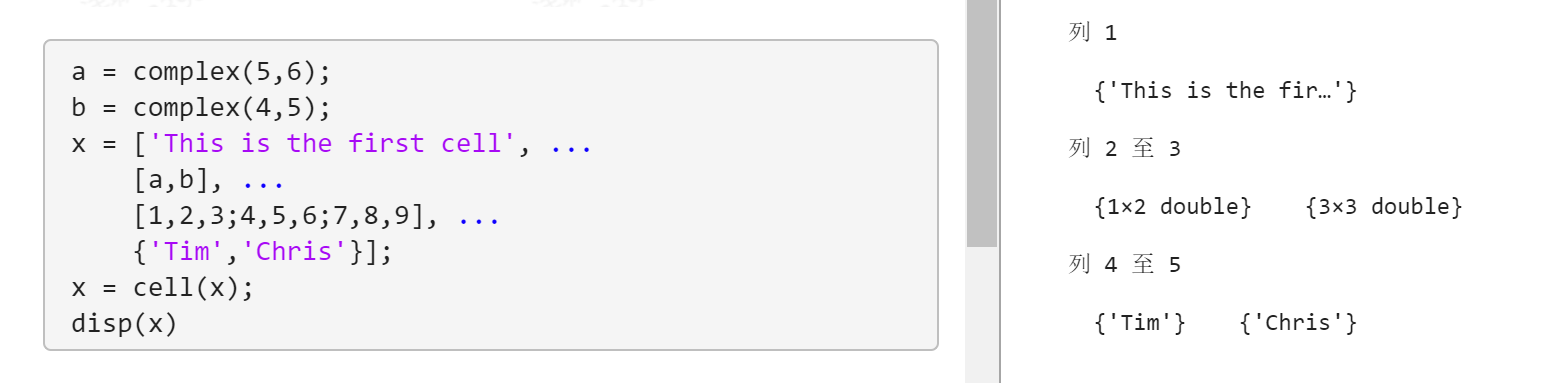 a = complex(5,6);
b = complex(4,5);
x = ['This is the first cell', ...
    [a,b], ...
    [1,2,3;4,5,6;7,8,9], ...
    {'Tim','Chris'}];
x = cell(x);
disp(x)
列 1
{'This is the fir…'}
列 2 至 3
{1×2 double}    {3×3 double}
列 4 至 5
{'Tim'}    {'Chris'}